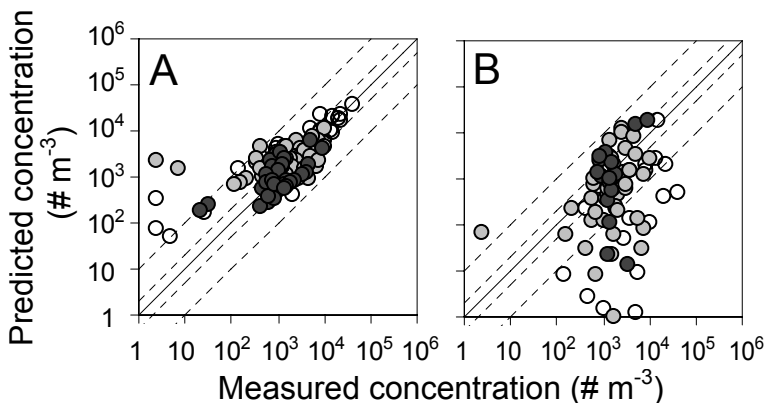 Predicted concentration
(# m⁻³)
10⁶
10⁵
10⁴
10³
10²
10
1
A
B
1 10 10² 10³ 10⁴ 10⁵ 10⁶
1 10 10² 10³ 10⁴ 10⁵ 10⁶
Measured concentration (# m⁻³)